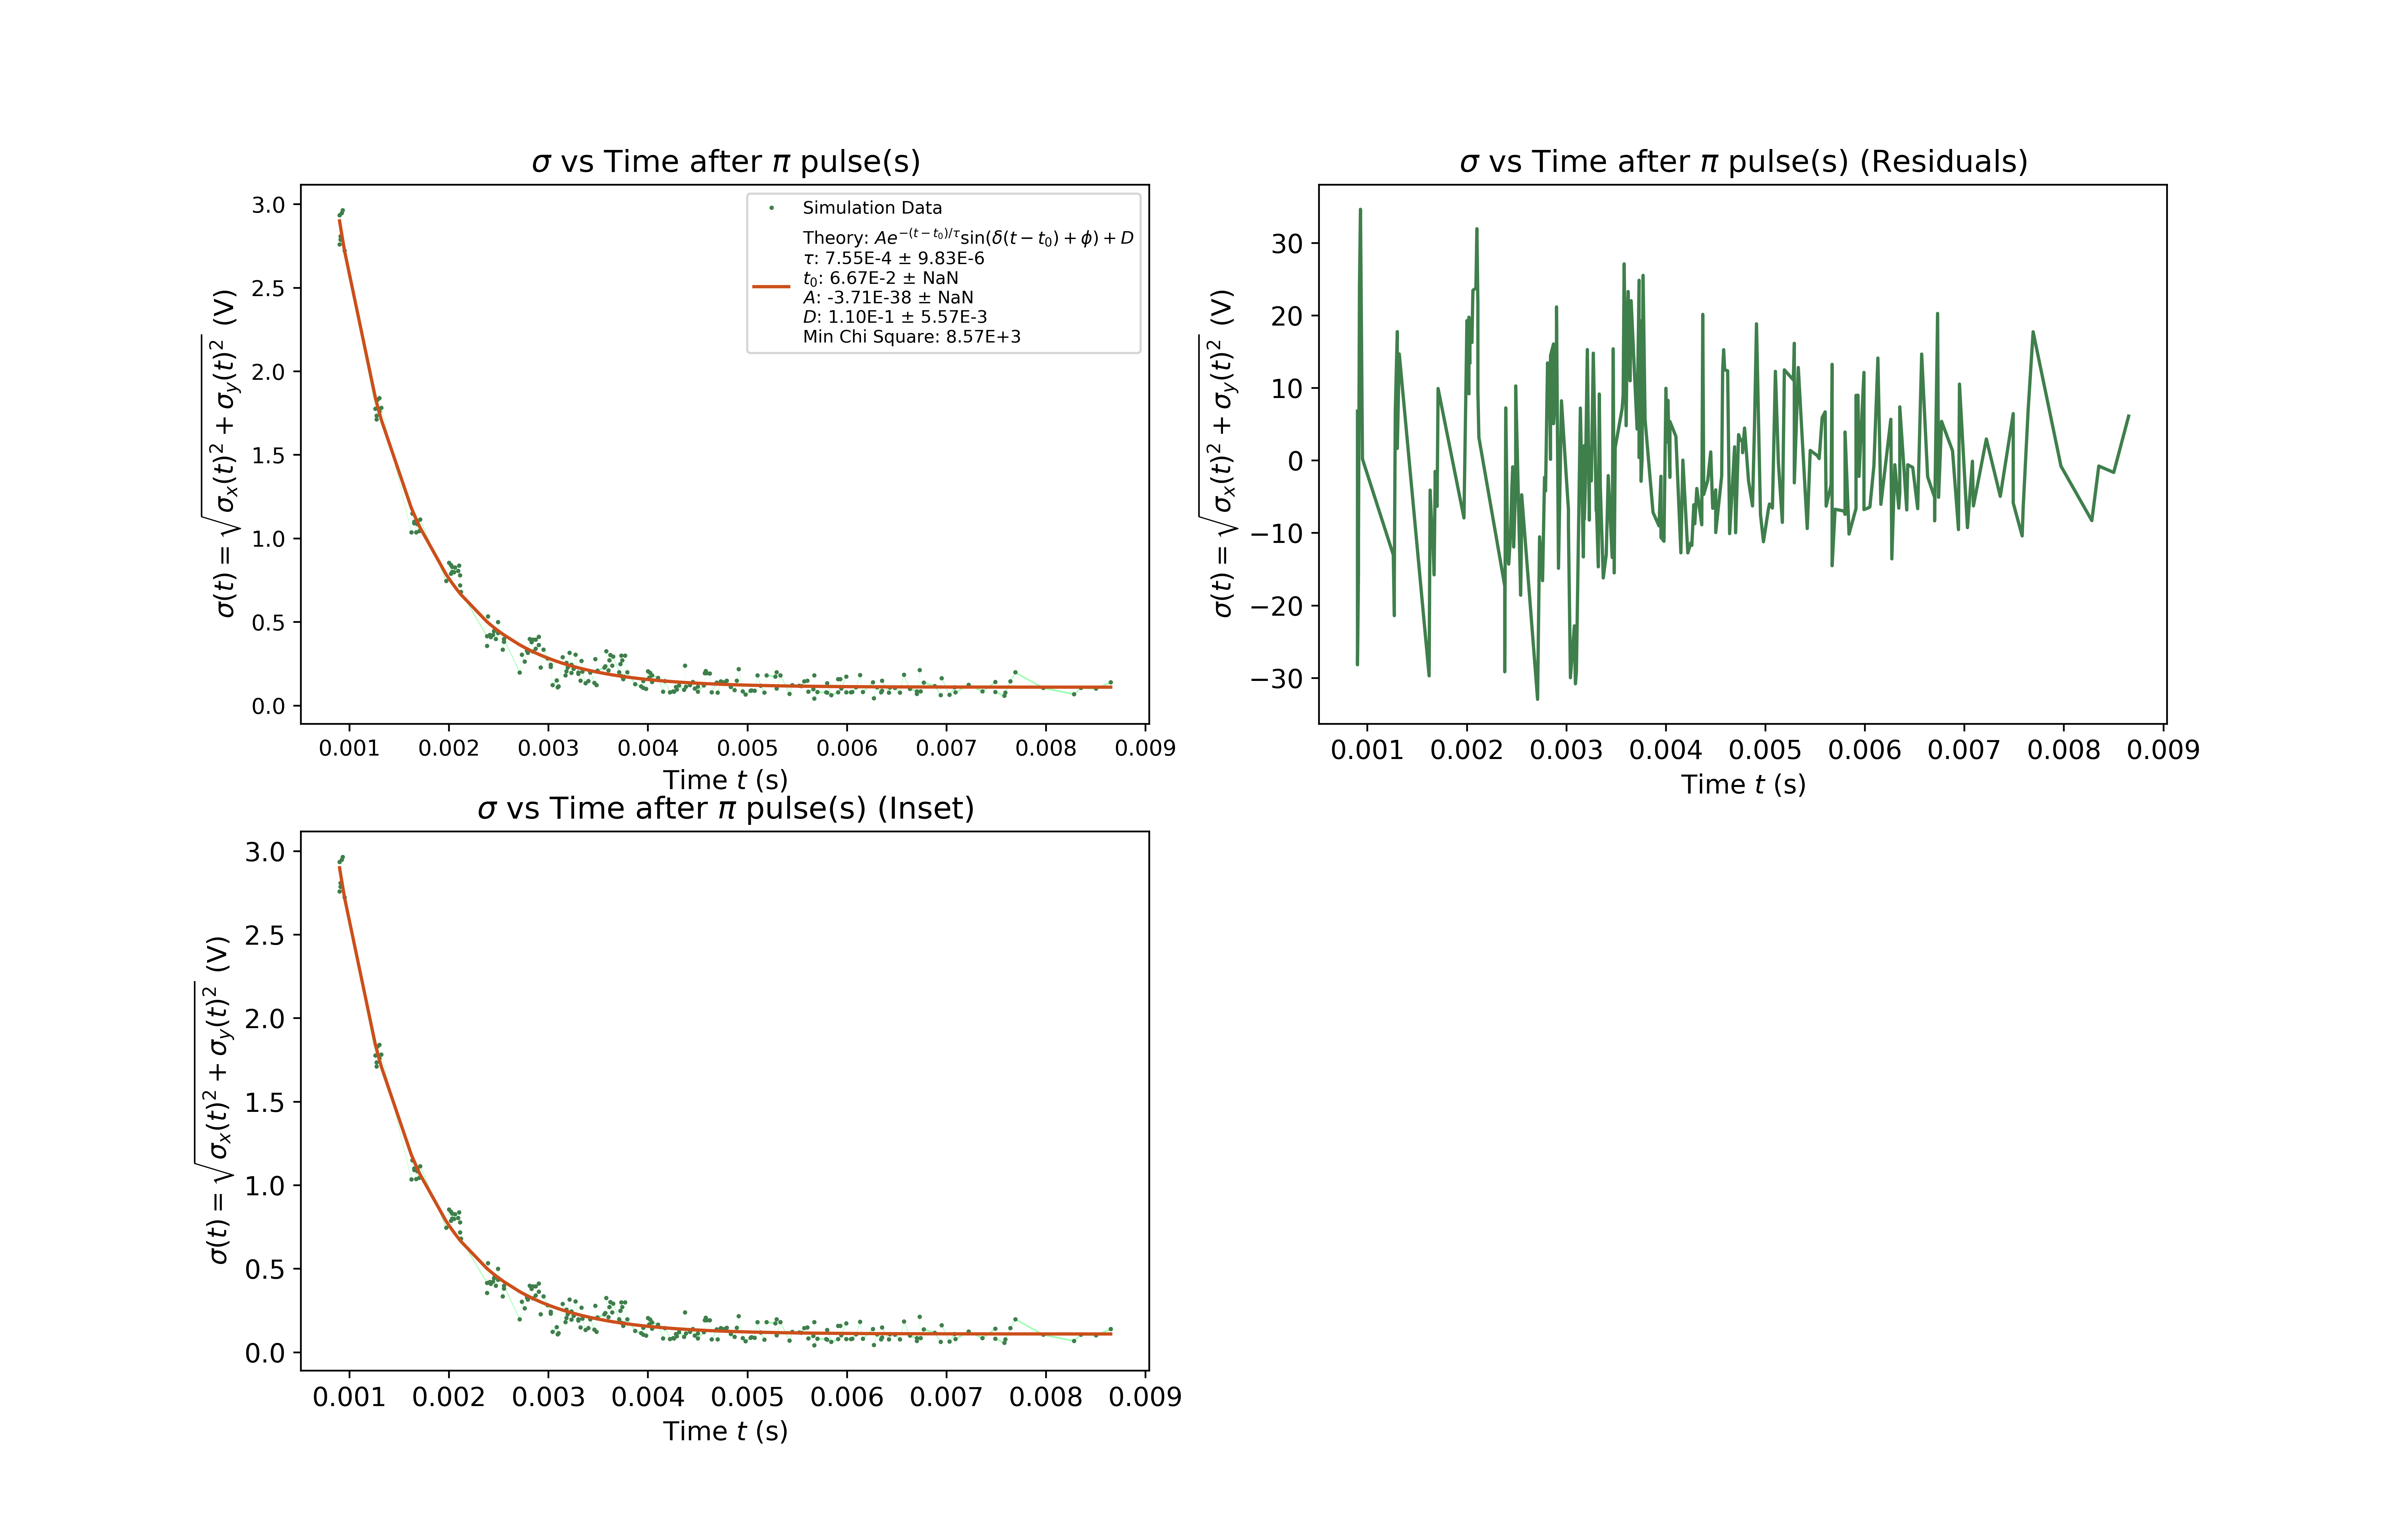 σ vs Time after π pulse(s)
σ(t) = √σₓ(t)² + σ_y(t)² (V)
3.0
2.5
2.0
1.5
1.0
0.5
0.0
Simulation Data
Theory: Ae^{−(t−t₀)/τ}sin(δ(t − t₀) + ϕ) + D
τ: 7.55E-4 ± 9.83E-6
t₀: 6.67E-2 ± NaN
A: -3.71E-38 ± NaN
D: 1.10E-1 ± 5.57E-3
Min Chi Square: 8.57E+3
0.001 0.002 0.003 0.004 0.005 0.006 0.007 0.008 0.009
Time t (s)
σ vs Time after π pulse(s) (Residuals)
σ(t) = √σₓ(t)² + σ_y(t)² (V)
30
20
10
0
−10
−20
−30
0.001 0.002 0.003 0.004 0.005 0.006 0.007 0.008 0.009
Time t (s)
σ vs Time after π pulse(s) (Inset)
σ(t) = √σₓ(t)² + σ_y(t)² (V)
3.0
2.5
2.0
1.5
1.0
0.5
0.0
0.001 0.002 0.003 0.004 0.005 0.006 0.007 0.008 0.009
Time t (s)